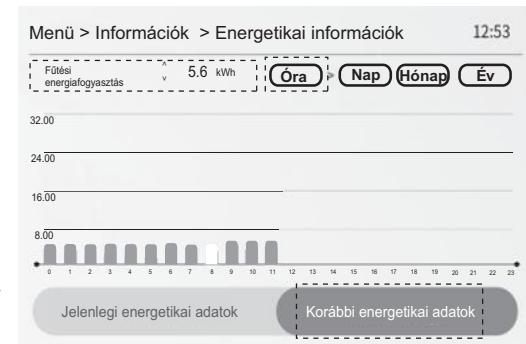 Menü > Információk > Energetikai információk 12:53
Fűtési
energiafogyasztás
5.6 kWh
Óra > Nap Hónap Év
32.00
24.00
16.00
8.00
0 1 2 3 4 5 6 7 8 9 10 11 12 13 14 15 16 17 18 19 20 21 22 23
Jelenlegi energetikai adatok Korábbi energetikai adatok